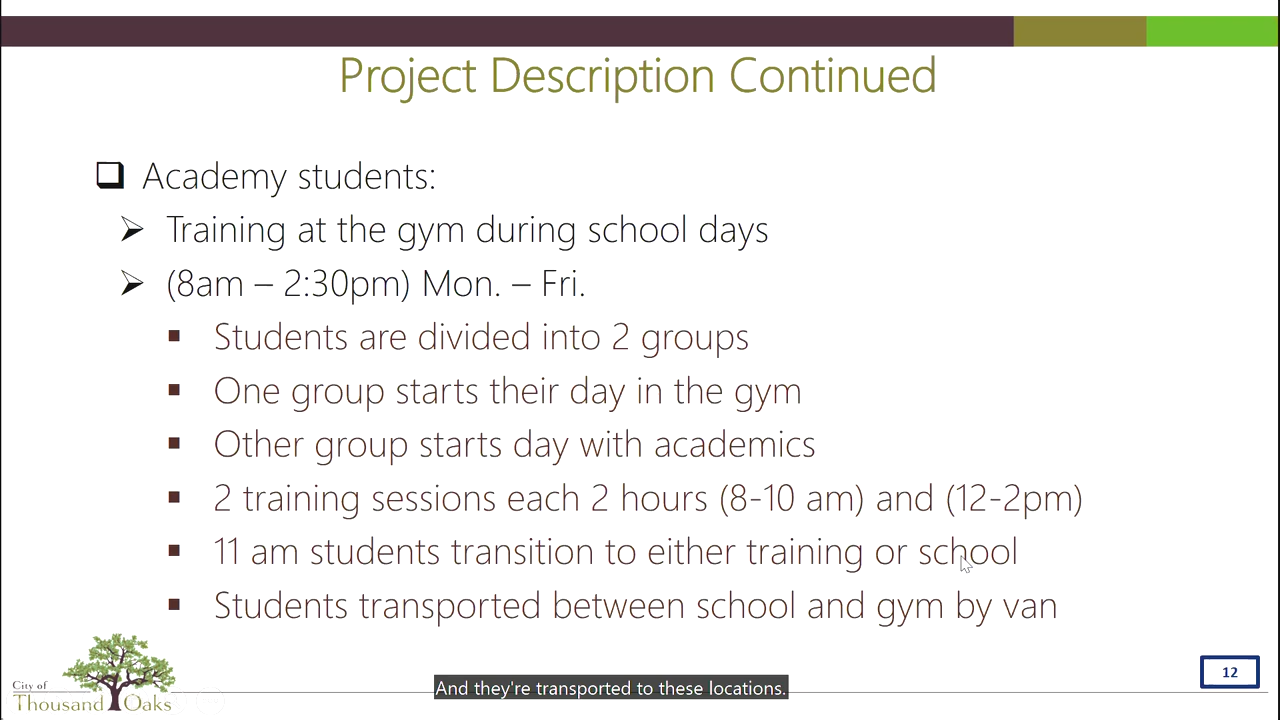 Project Description Continued
Academy students:
Training at the gym during school days
(8am – 2:30pm) Mon. – Fri.
Students are divided into 2 groups
One group starts their day in the gym
Other group starts day with academics
2 training sessions each 2 hours (8-10 am) and (12-2pm)
11 am students transition to either training or school
Students transported between school and gym by van
12
City of
Thousand Oaks
And they're transported to these locations.